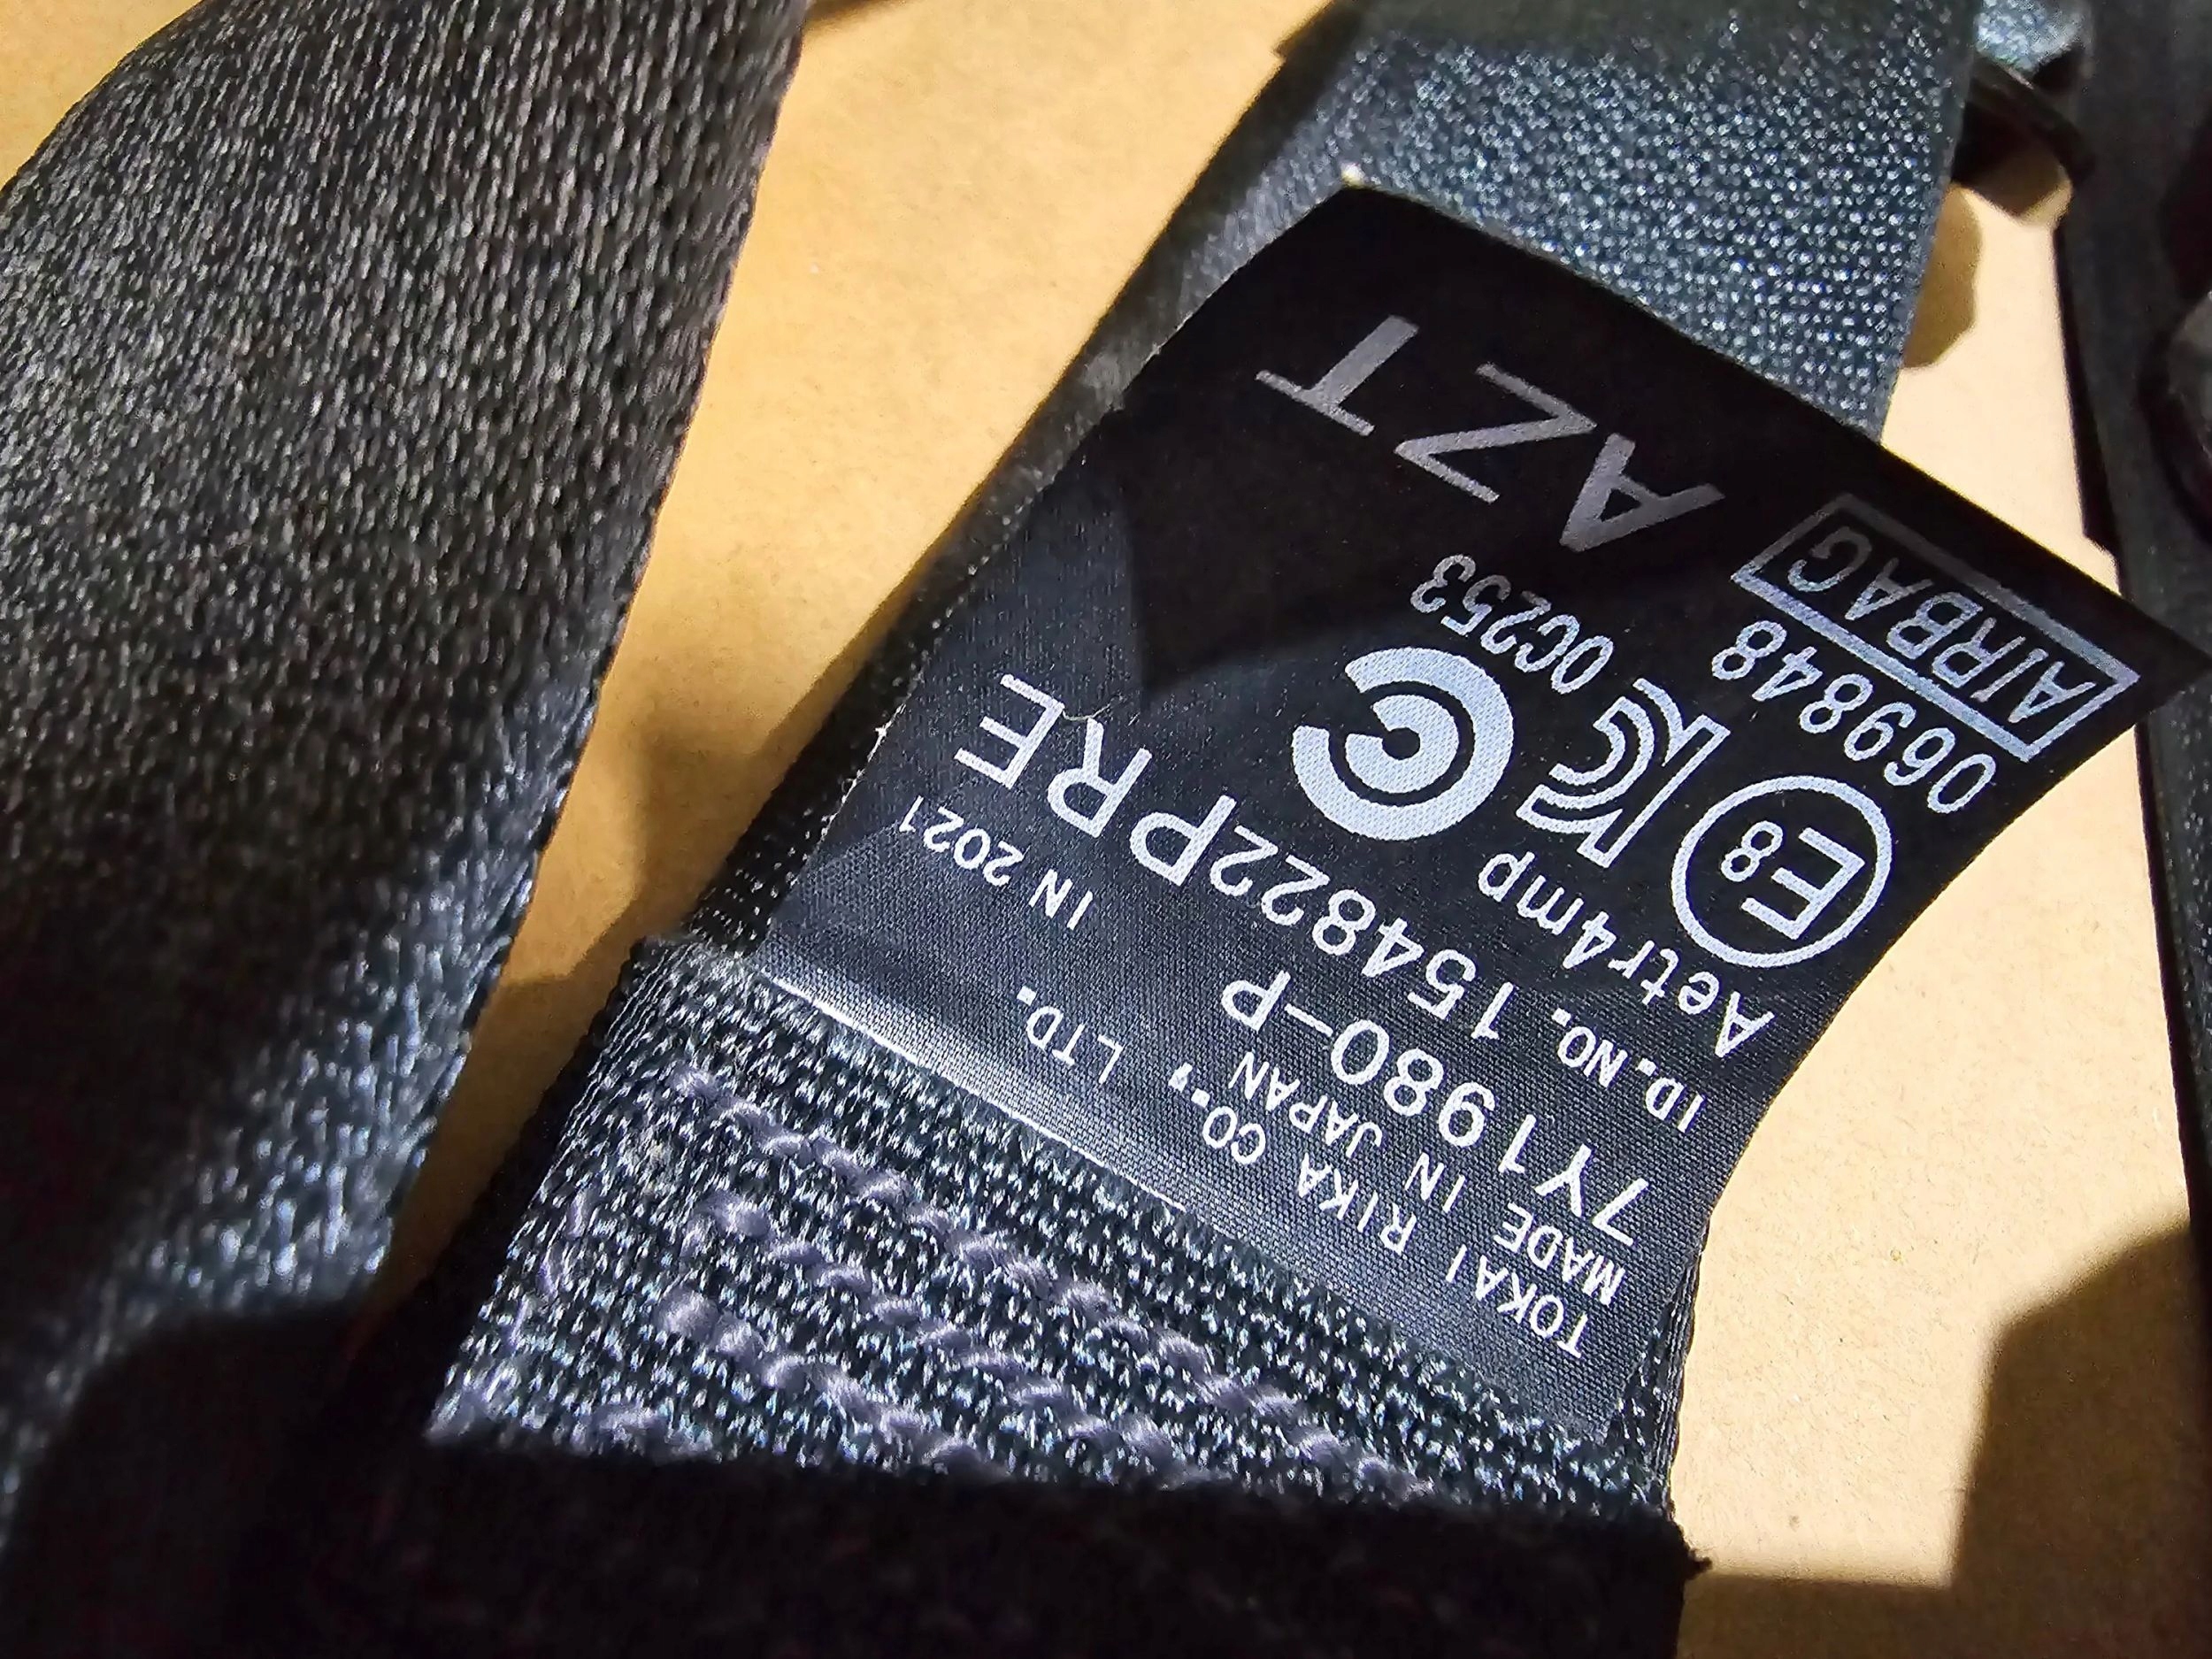 TOKAI RIKA CO., LTD. IN 2021
MADE IN JAPAN
7Y1980-P
ID.NO. 154822PRE
Aetr4mp
E8
069848 0C253
AIRBAG AZT